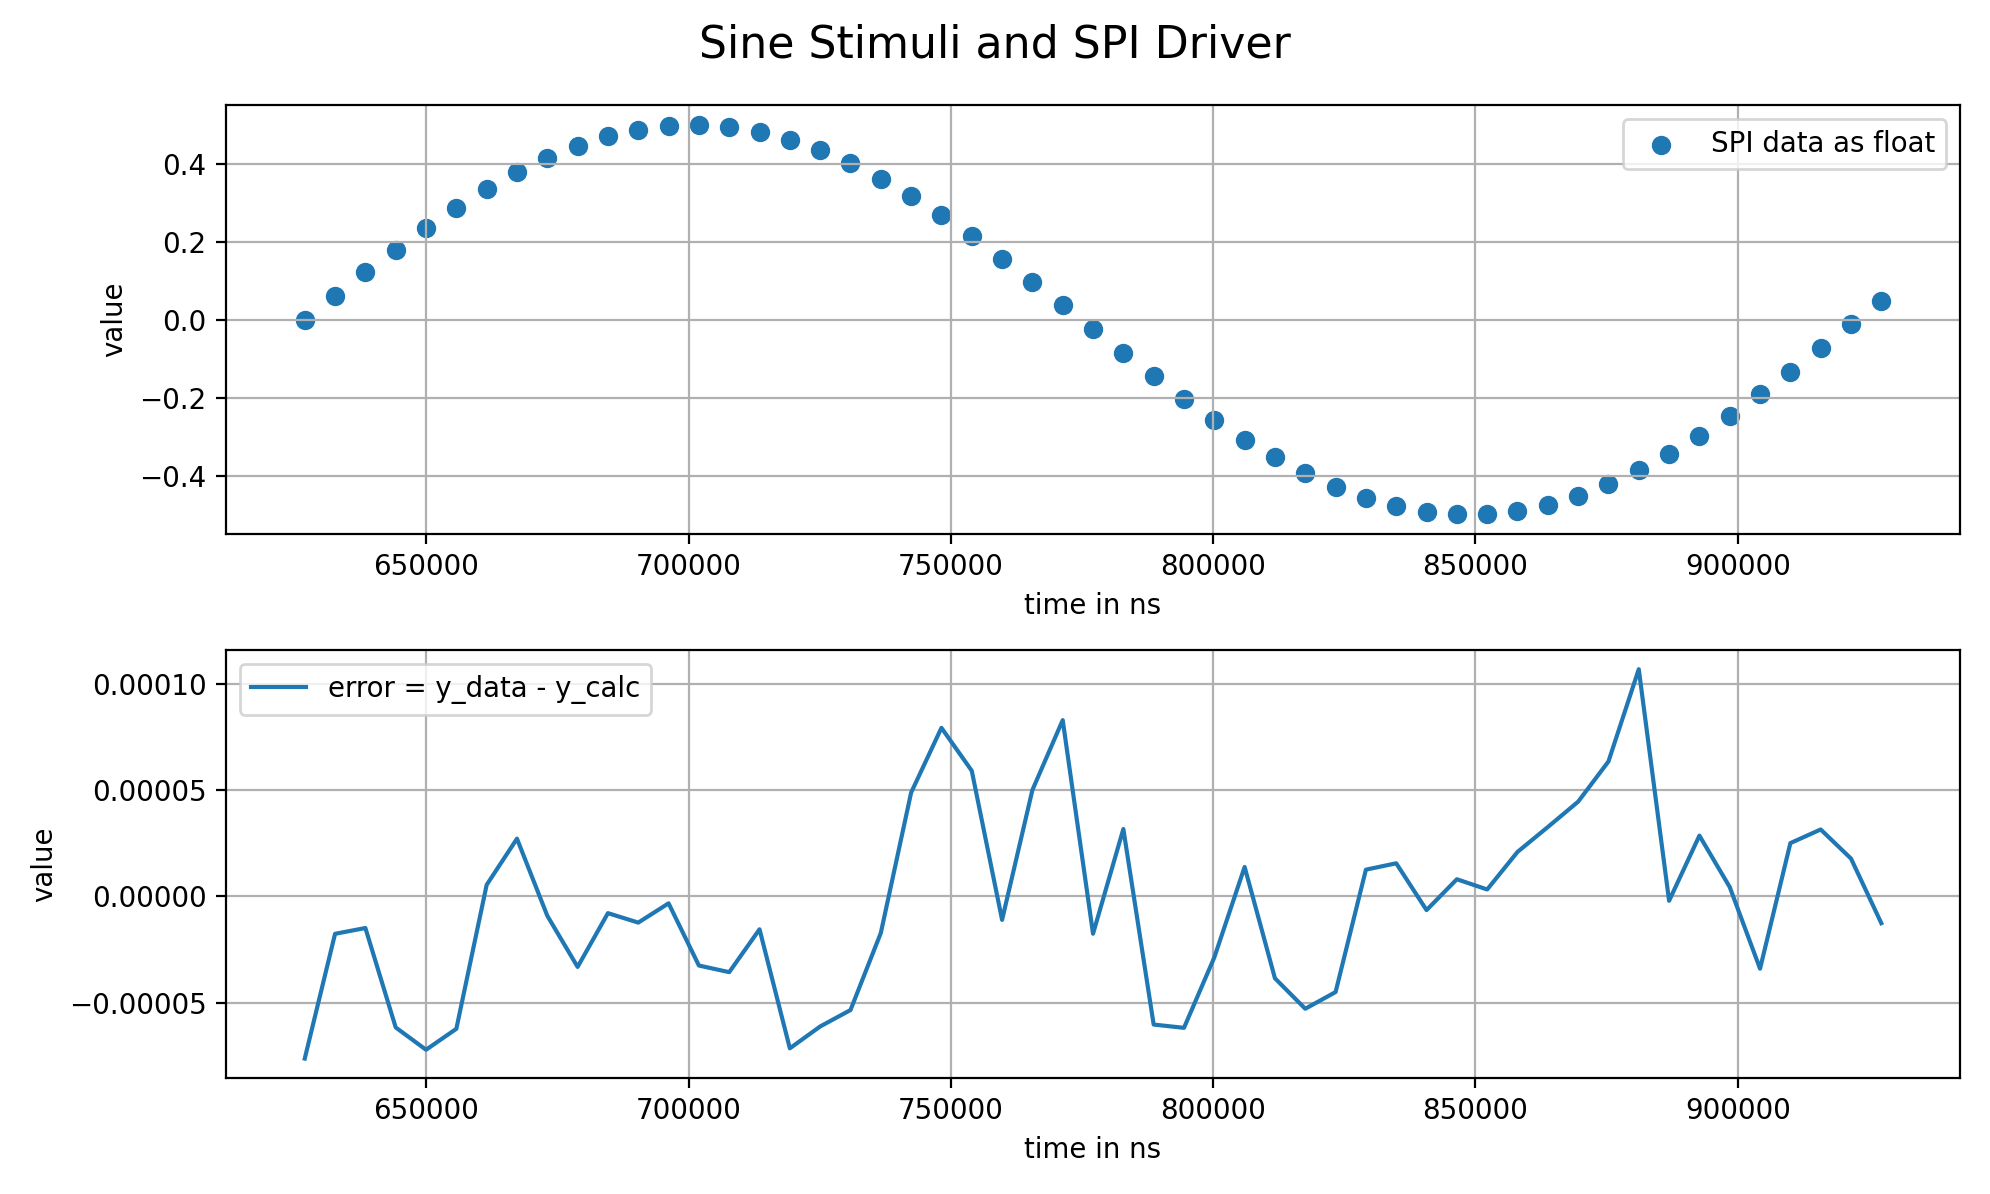 Sine Stimuli and SPI Driver
SPI data as float
value
0.4
0.2
0.0
−0.2
−0.4
650000 700000 750000 800000 850000 900000
time in ns
error = y_data - y_calc
value
0.00010
0.00005
0.00000
−0.00005
650000 700000 750000 800000 850000 900000
time in ns